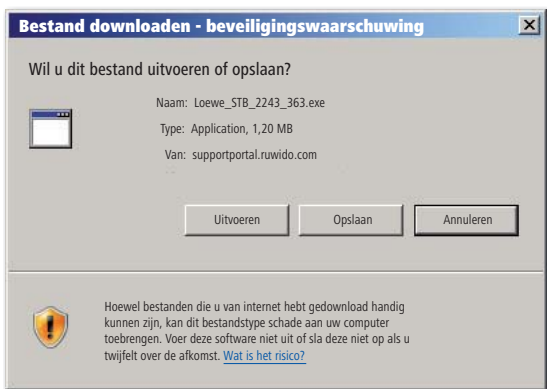 Bestand downloaden - beveiligingswaarschuwing
Wil u dit bestand uitvoeren of opslaan?
Naam: Loewe_STB_2243_363.exe
Type: Application, 1,20 MB
Van: supportportal.ruwido.com
Uitvoeren Opslaan Annuleren
Hoewel bestanden die u van internet hebt gedownload handig
kunnen zijn, kan dit bestandstype schade aan uw computer
toebrengen. Voer deze software niet uit of sla deze niet op als u
twijfelt over de afkomst. Wat is het risico?